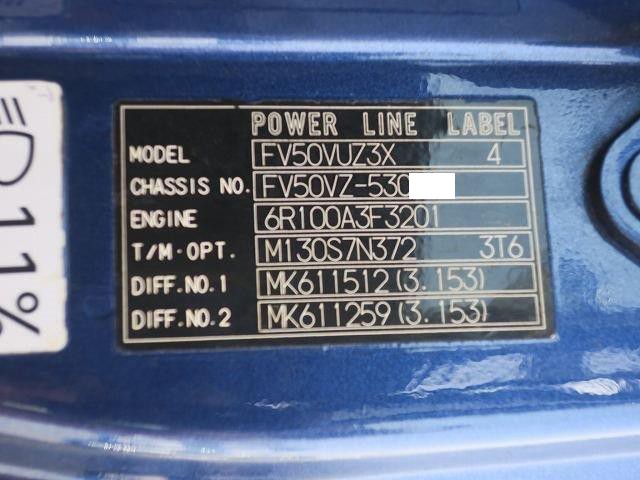 POWER LINE LABEL
MODEL FV50VUZ3X 4
CHASSIS NO. FV50VZ-530
ENGINE 6R100A3F3201
T/M·OPT. M130S7N372 3T6
DIFF.NO.1 MK611512(3.153)
DIFF.NO.2 MK611259(3.153)
11%